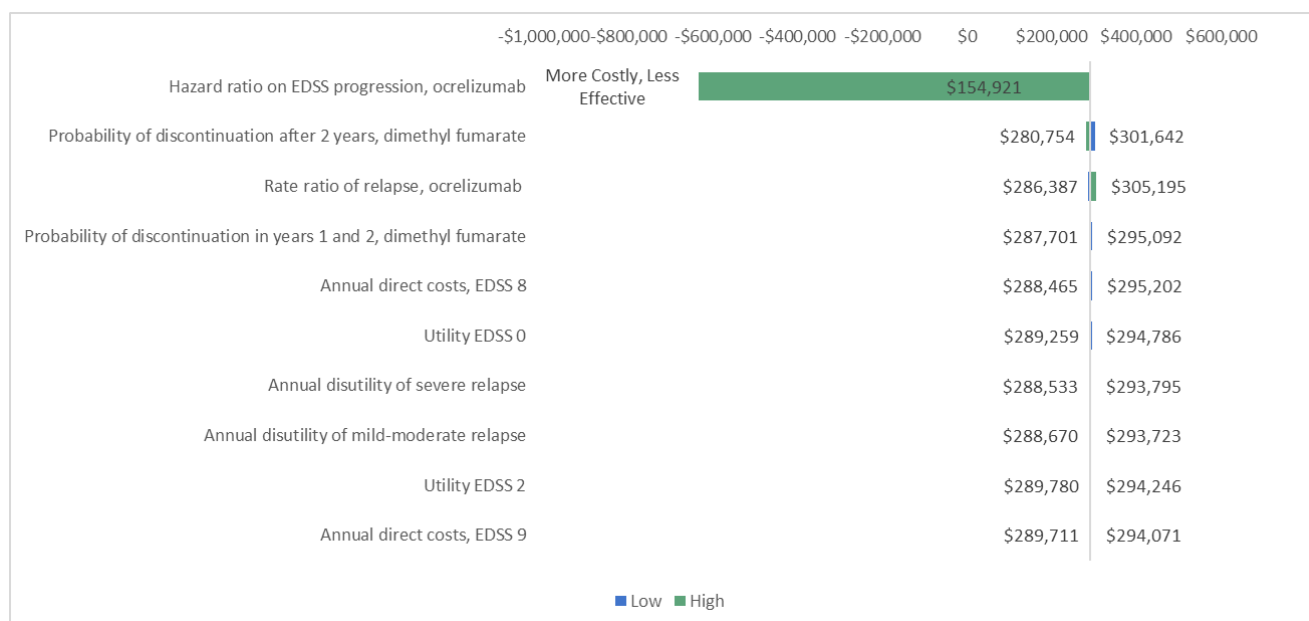 -$1,000,000-$800,000 -$600,000 -$400,000 -$200,000 $0 $200,000 $400,000 $600,000
Hazard ratio on EDSS progression, ocrelizumab More Costly, Less Effective $154,921
Probability of discontinuation after 2 years, dimethyl fumarate $280,754 $301,642
Rate ratio of relapse, ocrelizumab $286,387 $305,195
Probability of discontinuation in years 1 and 2, dimethyl fumarate $287,701 $295,092
Annual direct costs, EDSS 8 $288,465 $295,202
Utility EDSS 0 $289,259 $294,786
Annual disutility of severe relapse $288,533 $293,795
Annual disutility of mild-moderate relapse $288,670 $293,723
Utility EDSS 2 $289,780 $294,246
Annual direct costs, EDSS 9 $289,711 $294,071
Low High